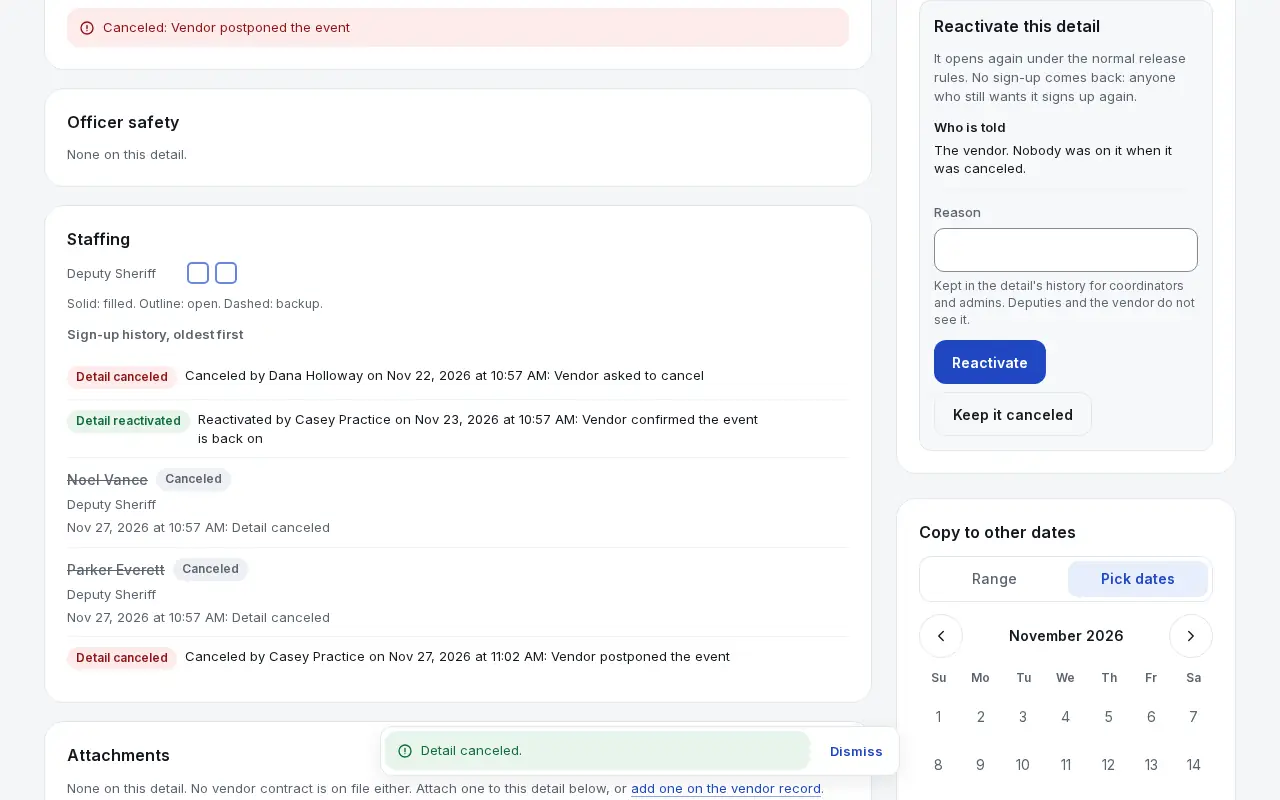 Canceled: Vendor postponed the event
Officer safety
None on this detail.
Staffing
Deputy Sheriff
Solid: filled. Outline: open. Dashed: backup.
Sign-up history, oldest first
Detail canceled
Canceled by Dana Holloway on Nov 22, 2026 at 10:57 AM: Vendor asked to cancel
Detail reactivated
Reactivated by Casey Practice on Nov 23, 2026 at 10:57 AM: Vendor confirmed the event
is back on
Noel Vance
Canceled
Deputy Sheriff
Nov 27, 2026 at 10:57 AM: Detail canceled
Parker Everett
Canceled
Deputy Sheriff
Nov 27, 2026 at 10:57 AM: Detail canceled
Detail canceled
Canceled by Casey Practice on Nov 27, 2026 at 11:02 AM: Vendor postponed the event
Attachments
None on this detail. No vendor contract is on file either. Attach one to this detail below, or add one on the vendor record.
Detail canceled.
Dismiss
Reactivate this detail
It opens again under the normal release
rules. No sign-up comes back: anyone
who still wants it signs up again.
Who is told
The vendor. Nobody was on it when it
was canceled.
Reason
Kept in the detail's history for coordinators
and admins. Deputies and the vendor do not
see it.
Reactivate
Keep it canceled
Copy to other dates
Range
Pick dates
November 2026
Su Mo Tu We Th Fr Sa
1 2 3 4 5 6 7
8 9 10 11 12 13 14